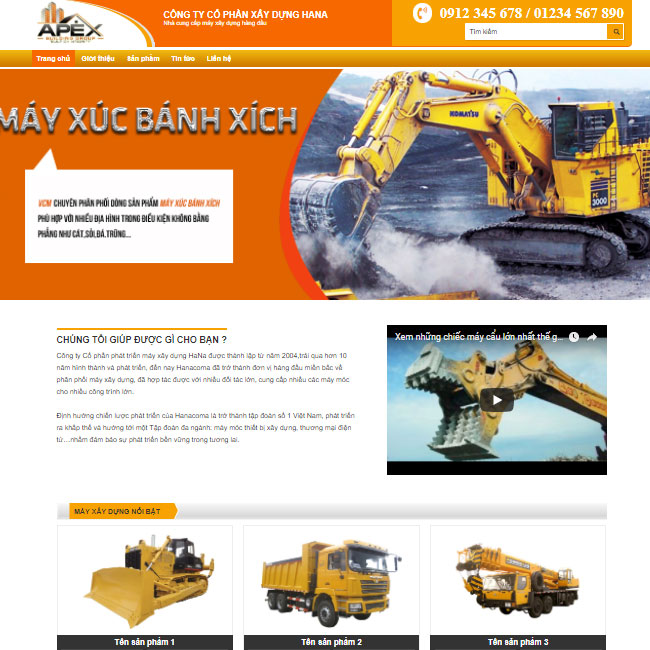 APEX
BUILDING GROUP
CÔNG TY CỔ PHẦN XÂY DỰNG HANA
Nhà cung cấp máy xây dựng hàng đầu
0912 345 678 / 01234 567 890
Tìm kiếm
Trang chủ Giới thiệu Sản phẩm Tin tức Liên hệ
MÁY XÚC BÁNH XÍCH
KOMATSU
PC
3000
VCM CHUYÊN PHÂN PHỐI DÒNG SẢN PHẨM MÁY XÚC BÁNH XÍCH
PHÙ HỢP VỚI NHIỀU ĐỊA HÌNH TRONG ĐIỀU KIỆN KHÔNG BẰNG
PHẲNG NHƯ CÁT,SỎI,ĐÁ,TRŨNG...
CHÚNG TÔI GIÚP ĐƯỢC GÌ CHO BẠN ?
Công ty Cổ phần phát triển máy xây dựng HaNa được thành lập từ năm 2004,trải qua hơn 10
năm hình thành và phát triển, đến nay Hanacoma đã trở thành đơn vị hàng đầu miền bắc về
phân phối máy xây dựng, đã hợp tác được với nhiều đối tác lớn, cung cấp nhiều các máy móc
cho nhiều công trình lớn.
Định hướng chiến lược phát triển của Hanacoma là trở thành tập đoàn số 1 Việt Nam, phát triển
ra khắp thế và hướng tới một Tập đoàn đa ngành: máy móc thiết bị xây dựng, thương mại điện
tử…nhằm đảm bảo sự phát triển bền vững trong tương lai.
Xem những chiếc máy cẩu lớn nhất thế g...
MÁY XÂY DỰNG NỔI BẬT
Tên sản phẩm 1
Tên sản phẩm 2
Tên sản phẩm 3